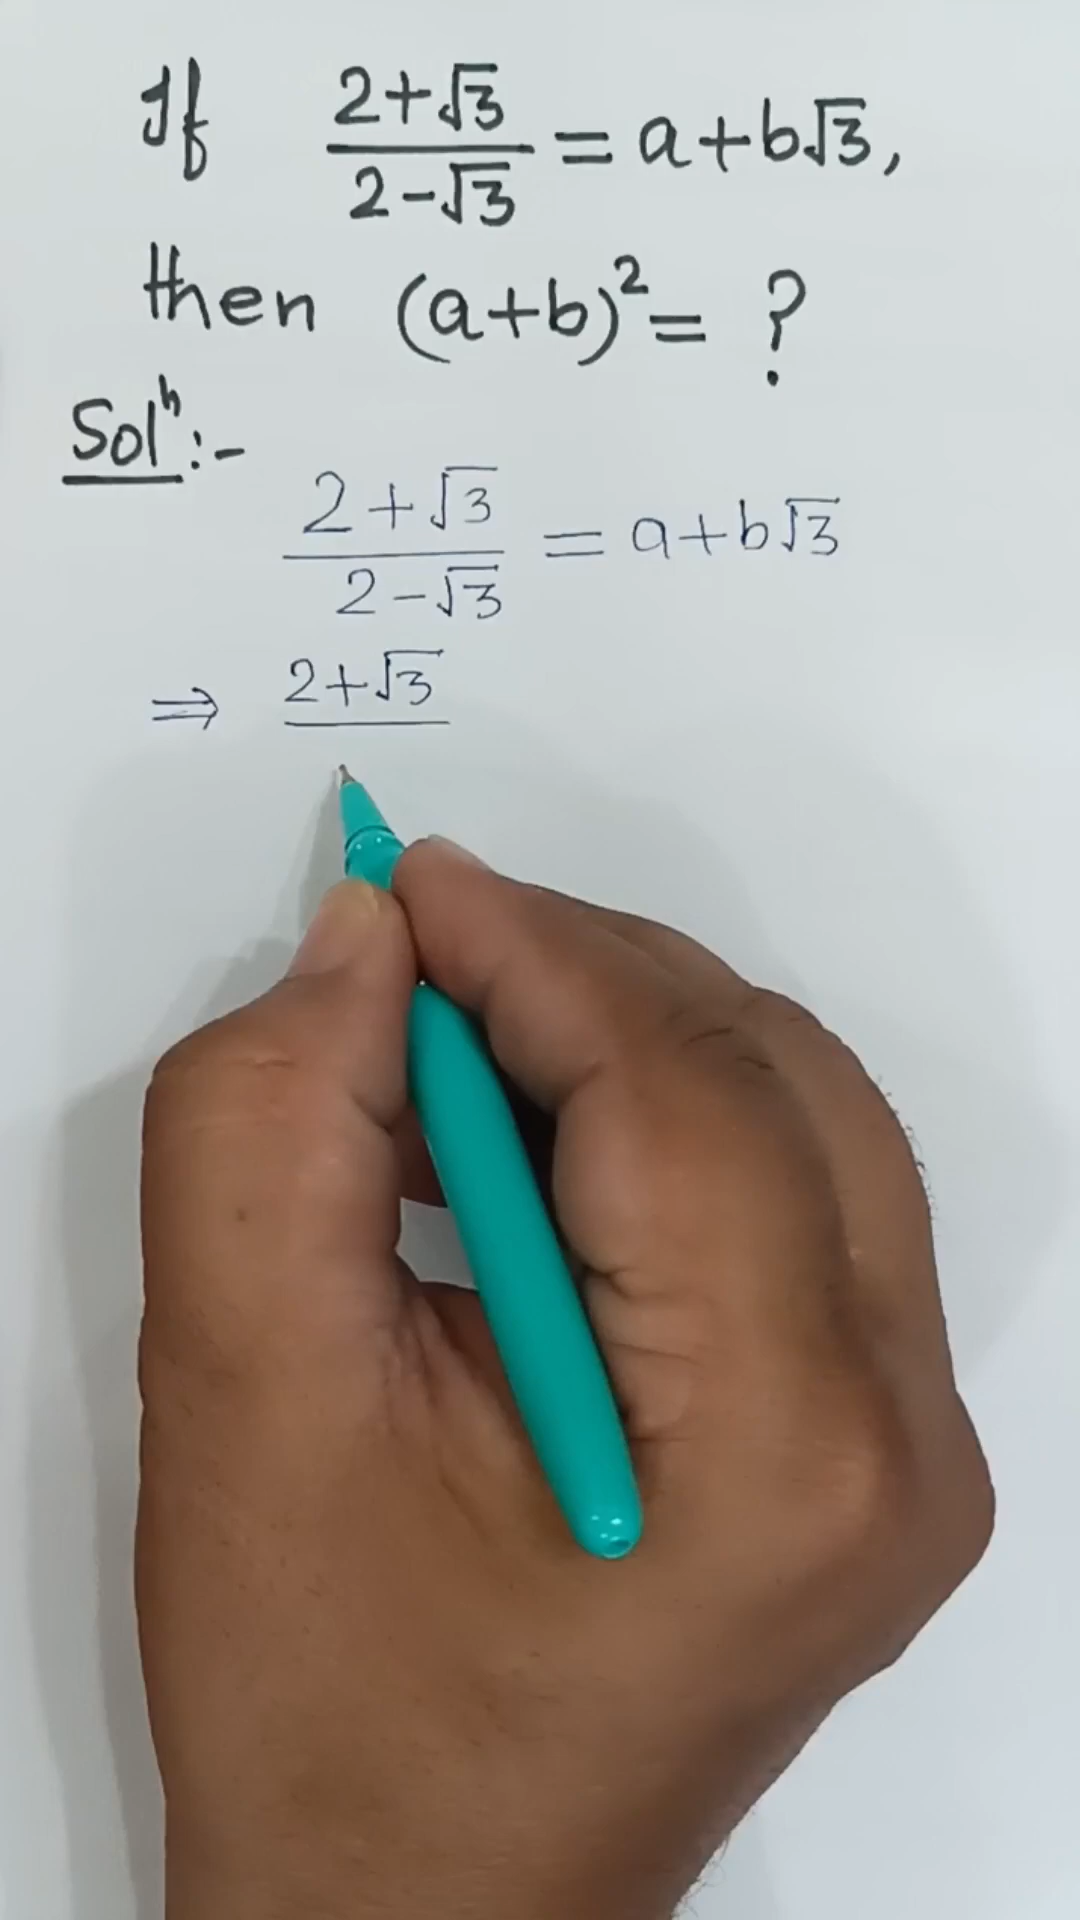 If (2+√3)/(2-√3) = a+b√3,
then (a+b)² = ?
Solⁿ:-
(2+√3)/(2-√3) = a+b√3
⇒ 2+√3